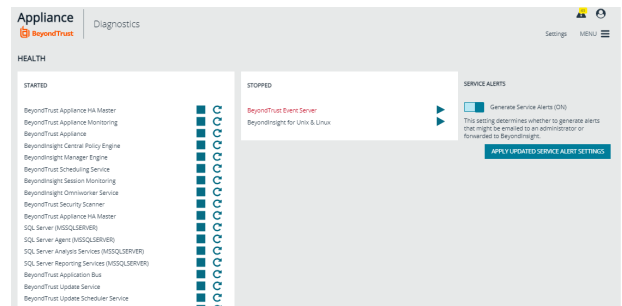 Appliance
BeyondTrust
Diagnostics
Settings
MENU
HEALTH
STARTED
BeyondTrust Appliance HA Master
BeyondTrust Appliance Monitoring
BeyondTrust Appliance
BeyondInsight Central Policy Engine
BeyondInsight Manager Engine
BeyondTrust Scheduling Service
BeyondInsight Session Monitoring
BeyondInsight Omniworker Service
BeyondTrust Security Scanner
BeyondTrust Appliance HA Master
SQL Server (MSSQLSERVER)
SQL Server Agent (MSSQLSERVER)
SQL Server Analysis Services (MSSQLSERVER)
SQL Server Reporting Services (MSSQLSERVER)
BeyondTrust Application Bus
BeyondTrust Update Service
BeyondTrust Update Scheduler Service
STOPPED
BeyondTrust Event Server
BeyondInsight for Unix & Linux
SERVICE ALERTS
Generate Service Alerts (ON)
This setting determines whether to generate alerts
that might be emailed to an administrator or
forwarded to BeyondInsight.
APPLY UPDATED SERVICE ALERT SETTINGS